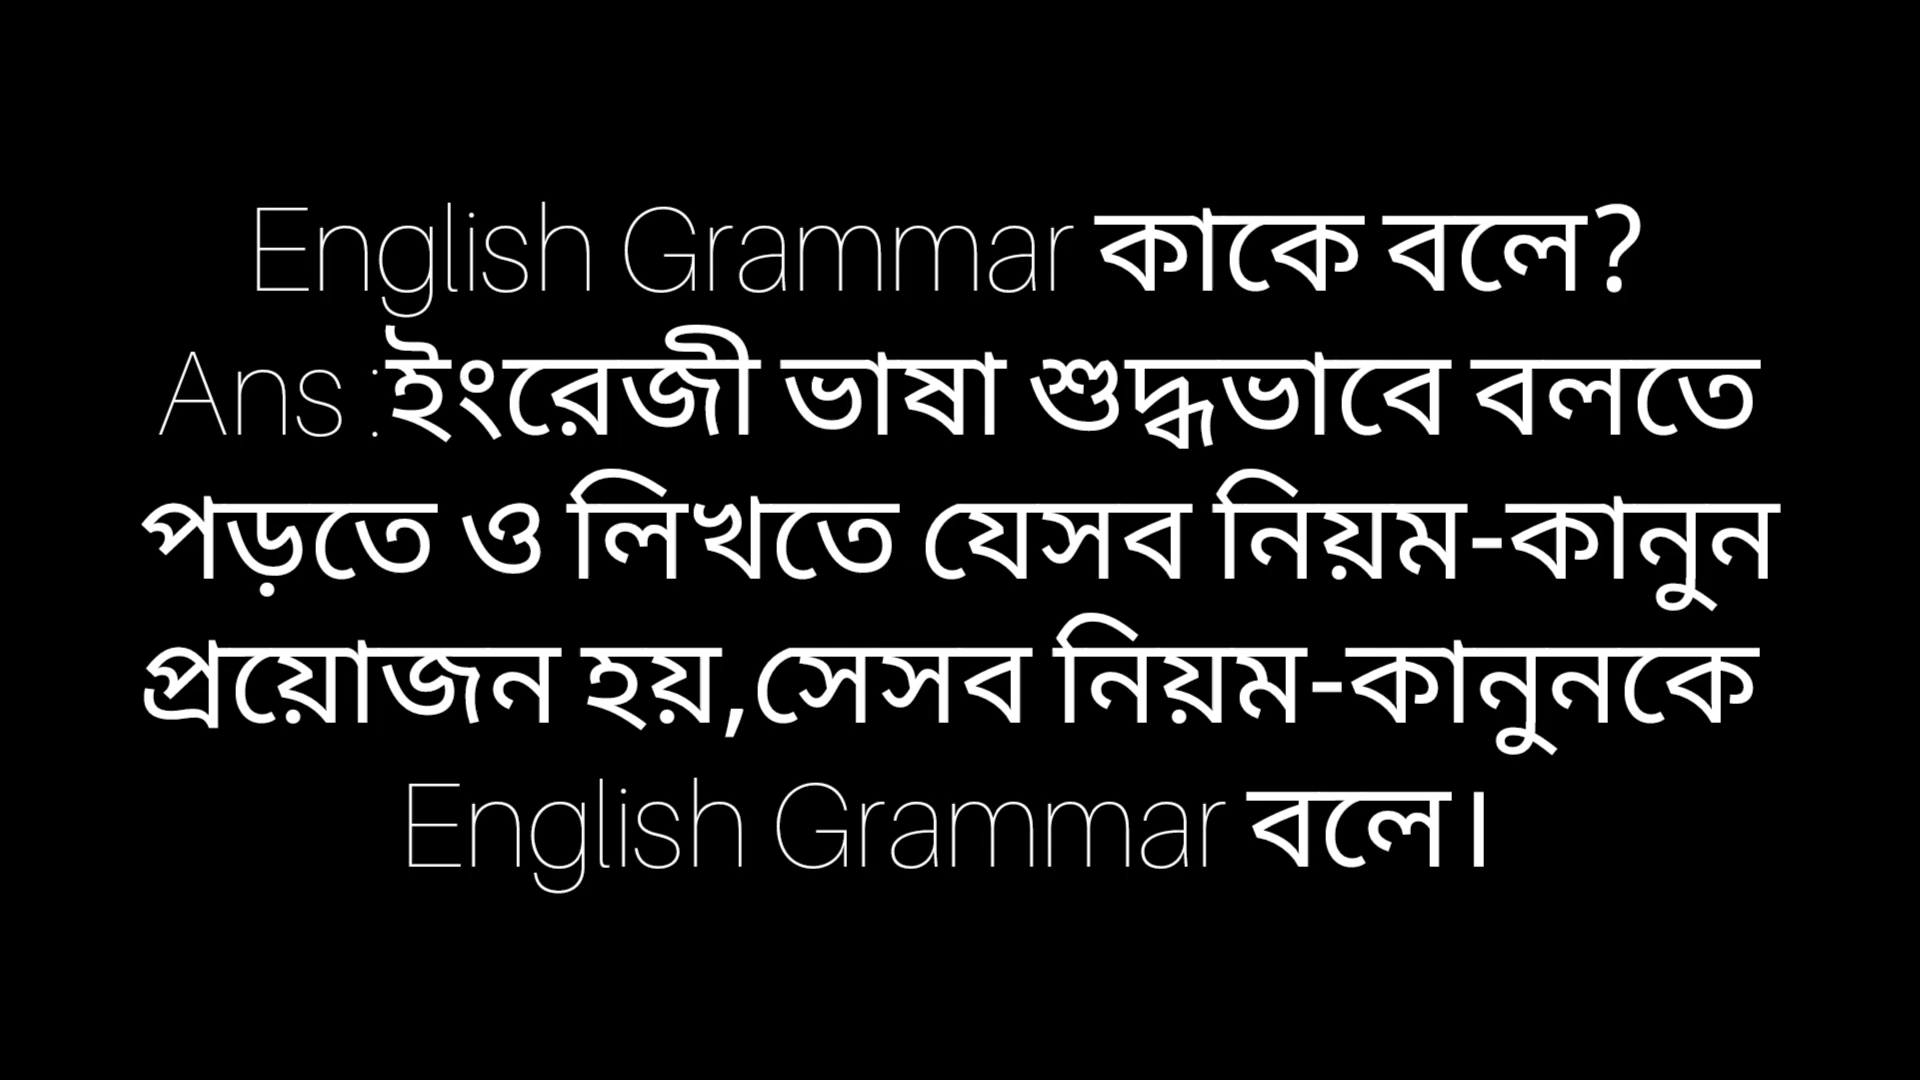 English Grammar কাকে বলে?
Ans :ইংরেজী ভাষা শুদ্ধভাবে বলতে
পড়তে ও লিখতে যেসব নিয়ম-কানুন
প্রয়োজন হয়,সেসব নিয়ম-কানুনকে
English Grammar বলে।